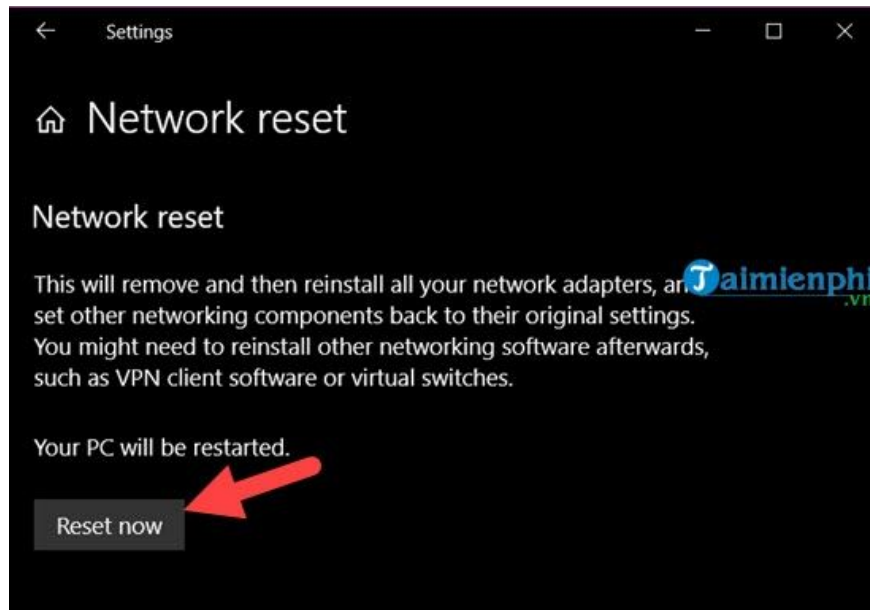 Settings
Network reset
Network reset
This will remove and then reinstall all your network adapters, an
set other networking components back to their original settings.
You might need to reinstall other networking software afterwards,
such as VPN client software or virtual switches.
Your PC will be restarted.
Reset now
Taimienphi
.vn